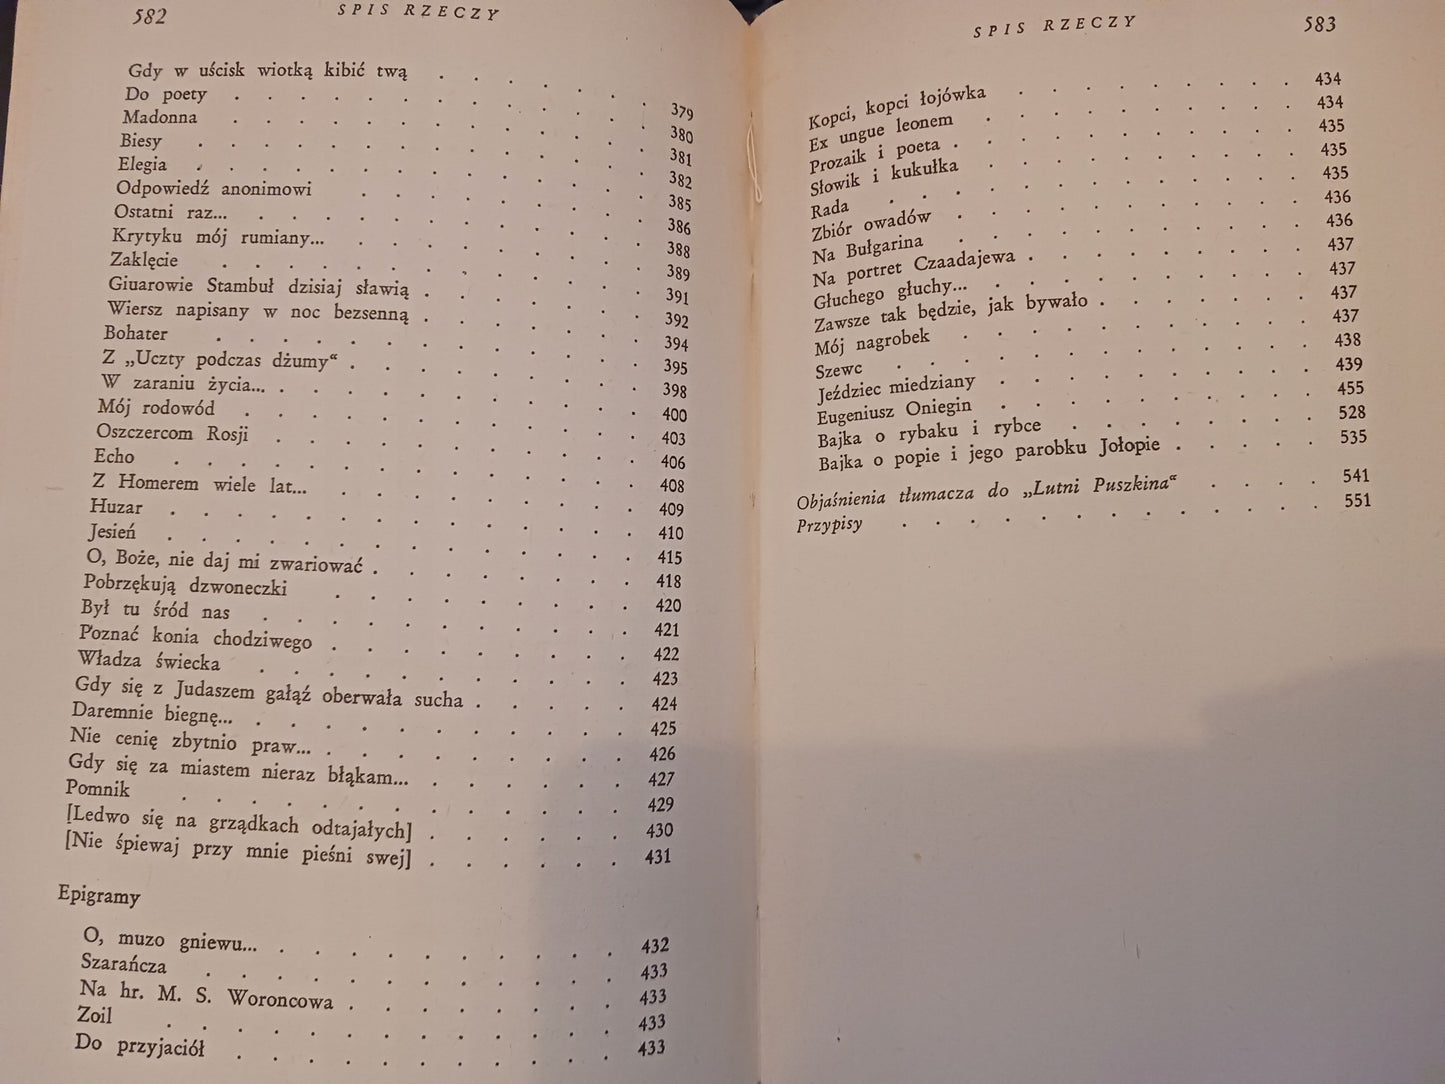 582 SPIS RZECZY
Gdy w uścisk wiotką kibić twą . . . . . . . 379
Do poety . . . . . . . . . . . . 380
Madonna . . . . . . . . . . . . 381
Biesy . . . . . . . . . . . . . 382
Elegia . . . . . . . . . . . . . 385
Odpowiedź anonimowi . . . . . . . . . 386
Ostatni raz... . . . . . . . . . . . 388
Krytyku mój rumiany... . . . . . . . . . 389
Zaklęcie . . . . . . . . . . . . 391
Giuarowie Stambuł dzisiaj sławią . . . . . . . 392
Wiersz napisany w noc bezsenną . . . . . . . 394
Bohater . . . . . . . . . . . . 395
Z „Uczty podczas dżumy“ . . . . . . . . . 398
W zaraniu życia... . . . . . . . . . . . 400
Mój rodowód . . . . . . . . . . . . 403
Oszczercom Rosji . . . . . . . . . . . 406
Echo . . . . . . . . . . . . . 408
Z Homerem wiele lat... . . . . . . . . . 409
Huzar . . . . . . . . . . . . . 410
Jesień . . . . . . . . . . . . . 415
O, Boże, nie daj mi zwariować . . . . . . . . 418
Pobrzękują dzwoneczki . . . . . . . . . 420
Był tu śród nas . . . . . . . . . . . 421
Poznać konia chodziwego . . . . . . . . . 422
Władza świecka . . . . . . . . . . . 423
Gdy się z Judaszem gałąź oberwała sucha . . . . . 424
Daremnie biegnę... . . . . . . . . . . . 425
Nie cenię zbytnio praw... . . . . . . . . . 426
Gdy się za miastem nieraz błąkam... . . . . . . 427
Pomnik . . . . . . . . . . . . . 429
[Ledwo się na grządkach odtajałych] . . . . . . 430
[Nie śpiewaj przy mnie pieśni swej] . . . . . . 431
Epigramy
O, muzo gniewu... . . . . . . . . . . 432
Szarańcza . . . . . . . . . . . . 433
Na hr. M. S. Woroncowa . . . . . . . . 433
Zoil . . . . . . . . . . . . . 433
Do przyjaciół . . . . . . . . . . . 433
SPIS RZECZY 583
Kopci, kopci łojówka . . . . . . . . 434
Ex ungue leonem . . . . . . . . . 434
Prozaik i poeta . . . . . . . . . . 435
Słowik i kukułka . . . . . . . . . 435
Rada . . . . . . . . . . . . 435
Zbiór owadów . . . . . . . . . . 436
Na Bułgarina . . . . . . . . . . 436
Na portret Czaadajewa . . . . . . . . 437
Głuchego głuchy... . . . . . . . . . 437
Zawsze tak będzie, jak bywało . . . . . . 437
Mój nagrobek . . . . . . . . . . 437
Szewc . . . . . . . . . . . . 438
Jeździec miedziany . . . . . . . . . 439
Eugeniusz Oniegin . . . . . . . . . 455
Bajka o rybaku i rybce . . . . . . . 528
Bajka o popie i jego parobku Jołopie . . . . 535
Objaśnienia tłumacza do „Lutni Puszkina“ . . . . 541
Przypisy . . . . . . . . . . . . 551